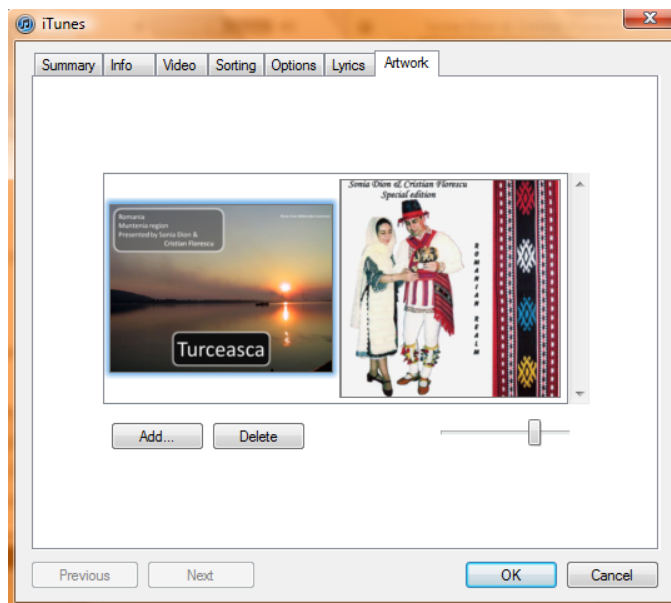 iTunes
Summary Info Video Sorting Options Lyrics Artwork
Romania
Muntenia region
Presented by Sonia Dion &
Cristian Florescu
Turceasca
Sonia Dion & Cristian Florescu
Special edition
ROMANIAN REALM
Add... Delete
Previous Next OK Cancel